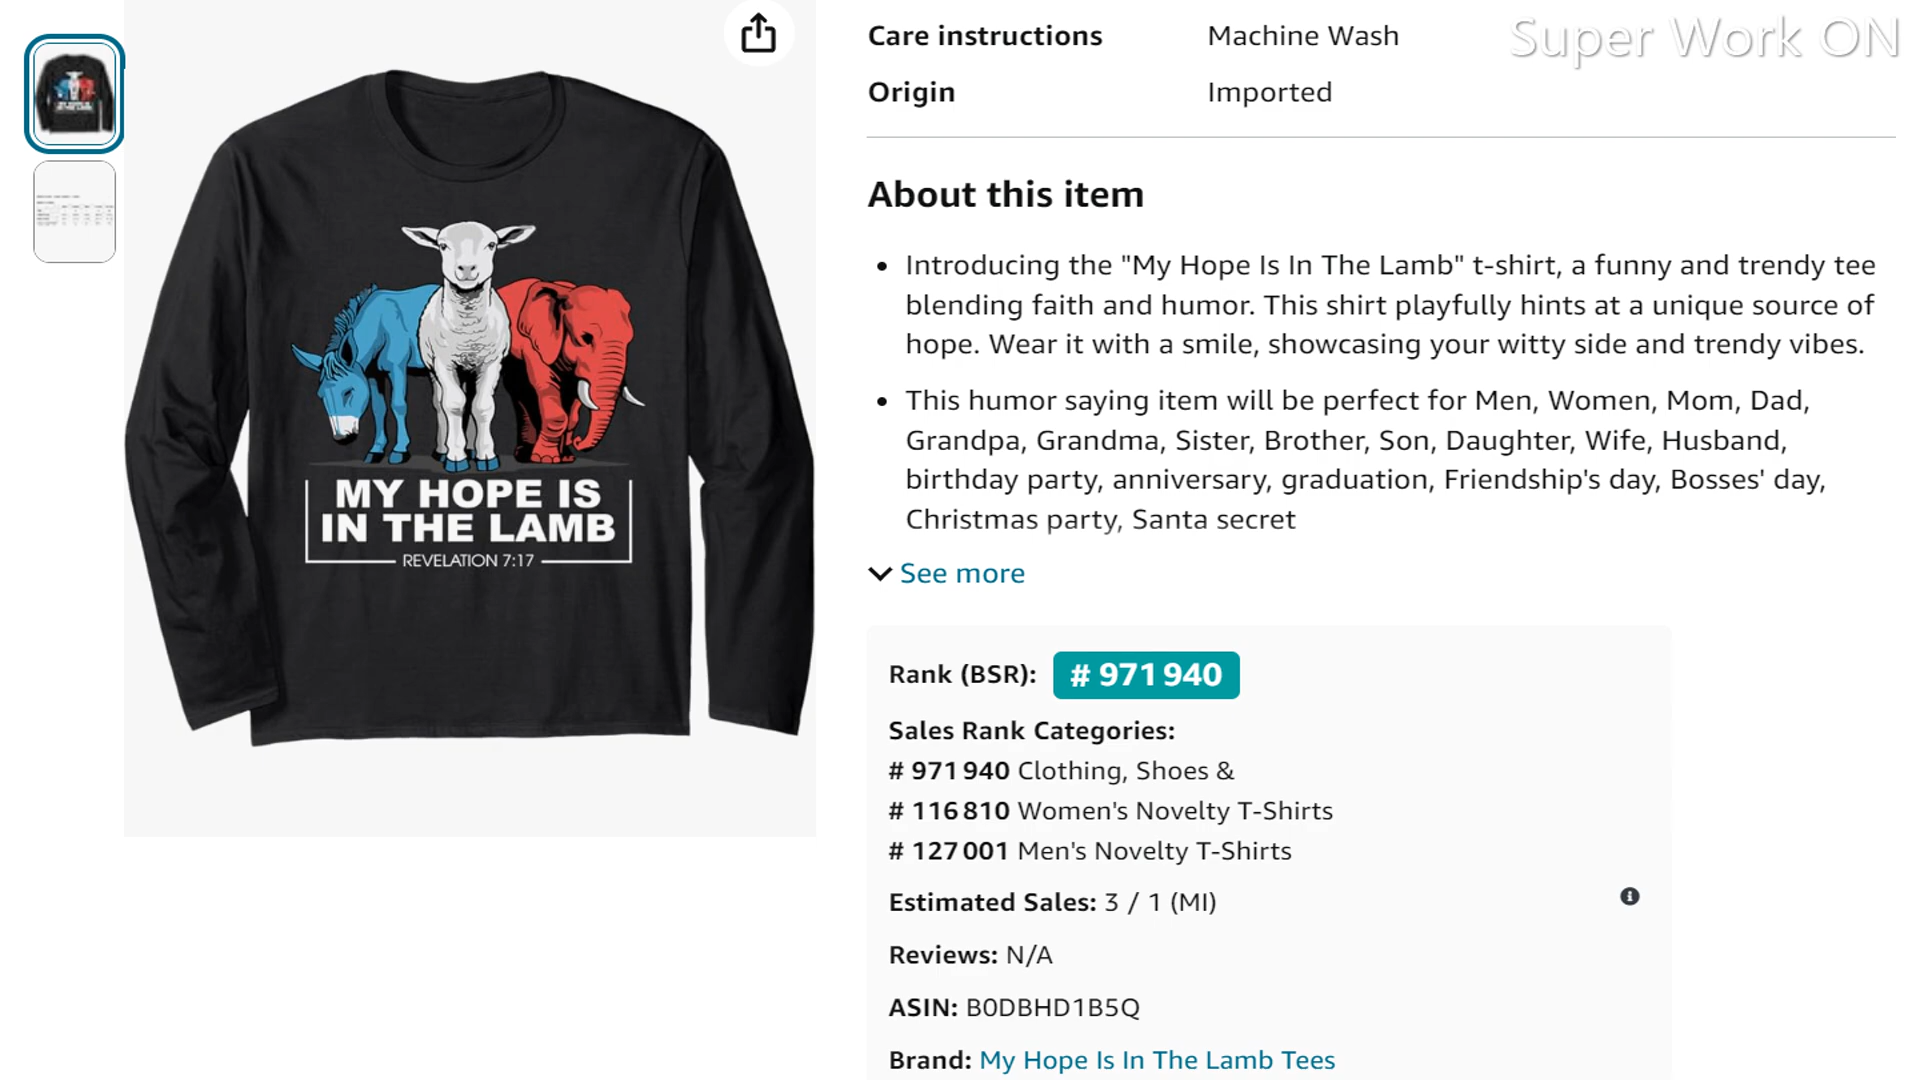 Super Work ON
Care instructions Machine Wash
Origin Imported
About this item
Introducing the "My Hope Is In The Lamb" t-shirt, a funny and trendy tee
blending faith and humor. This shirt playfully hints at a unique source of
hope. Wear it with a smile, showcasing your witty side and trendy vibes.
This humor saying item will be perfect for Men, Women, Mom, Dad,
Grandpa, Grandma, Sister, Brother, Son, Daughter, Wife, Husband,
birthday party, anniversary, graduation, Friendship's day, Bosses' day,
Christmas party, Santa secret
See more
MY HOPE IS
IN THE LAMB
REVELATION 7:17
Rank (BSR): # 971 940
Sales Rank Categories:
# 971 940 Clothing, Shoes &
# 116 810 Women's Novelty T-Shirts
# 127 001 Men's Novelty T-Shirts
Estimated Sales: 3 / 1 (MI)
Reviews: N/A
ASIN: B0DBHD1B5Q
Brand: My Hope Is In The Lamb Tees